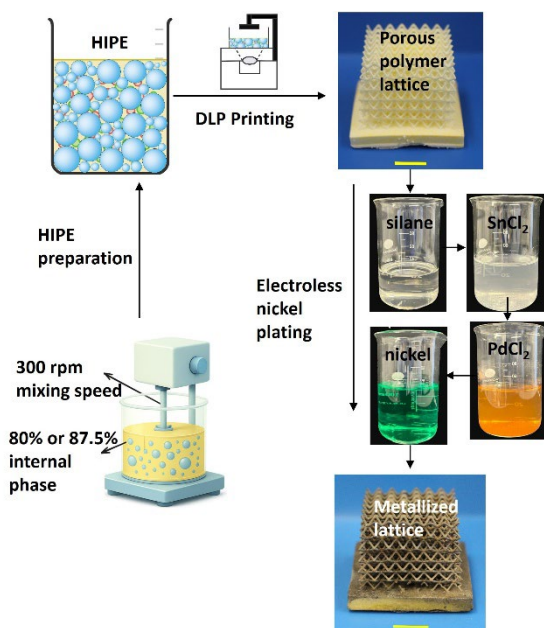 HIPE
DLP Printing
Porous
polymer
lattice
HIPE
preparation
300 rpm
mixing speed
80% or 87.5%
internal
phase
Electroless
nickel
plating
silane
SnCl₂
nickel
PdCl₂
Metallized
lattice